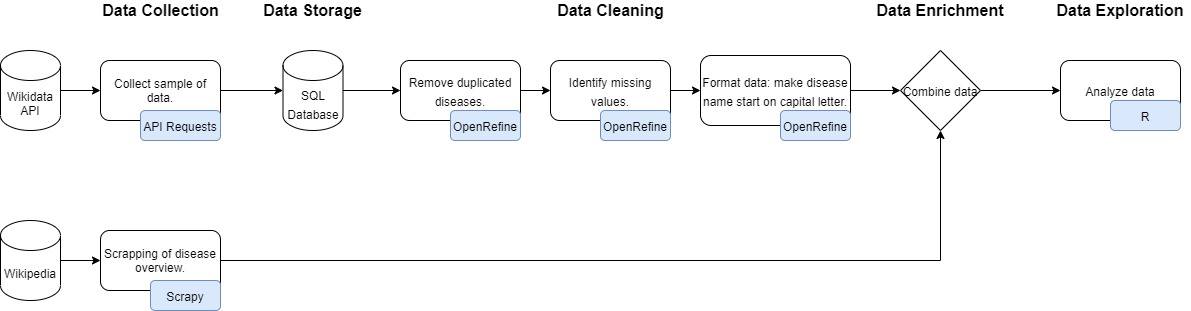 Data Collection
Data Storage
Data Cleaning
Data Enrichment
Data Exploration
Wikidata
API
Collect sample of
data.
API Requests
SQL
Database
Remove duplicated
diseases.
OpenRefine
Identify missing
values.
OpenRefine
Format data: make disease
name start on capital letter.
OpenRefine
Combine data
Analyze data
R
Wikipedia
Scrapping of disease
overview.
Scrapy